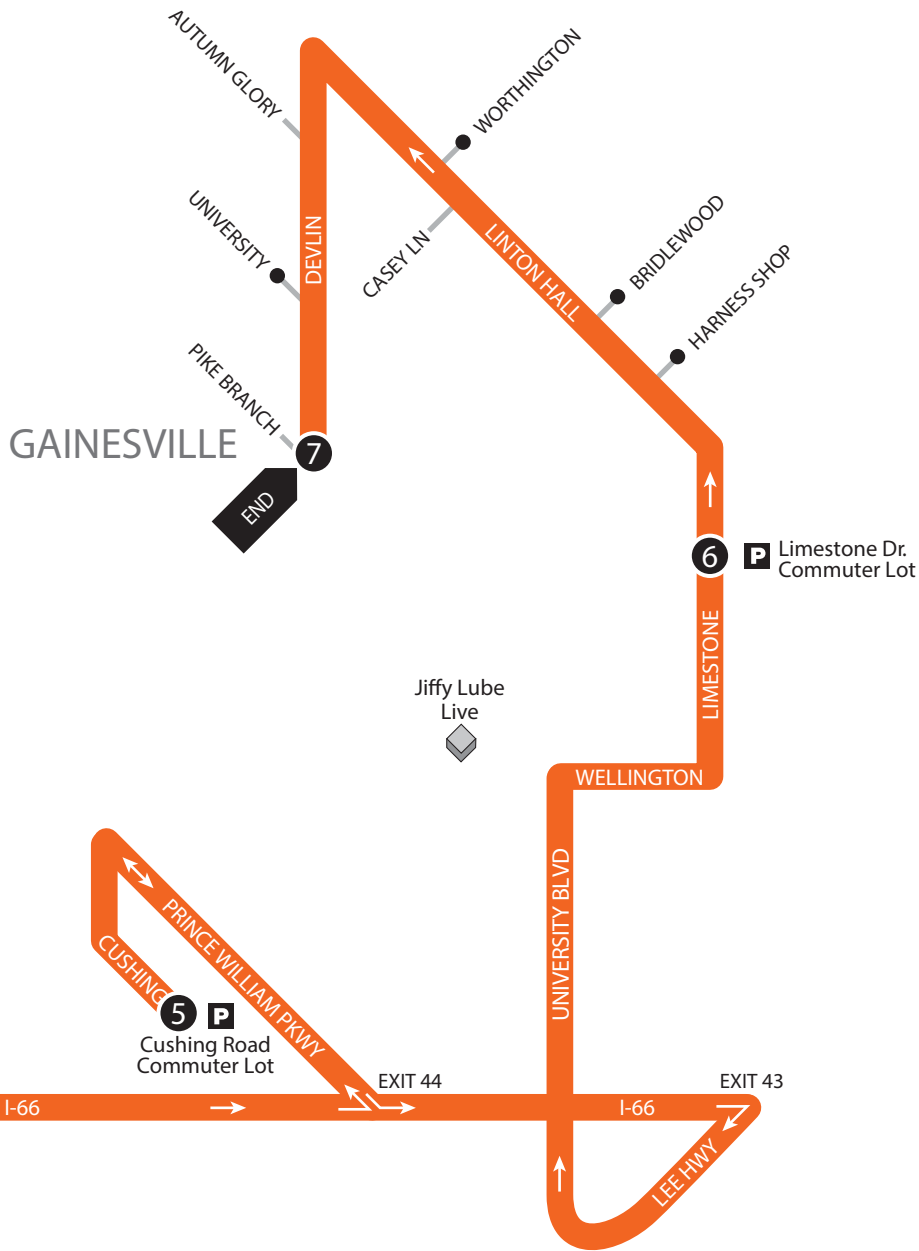 AUTUMN GLORY
WORTHINGTON
UNIVERSITY
DEVLIN
CASEY LN
LINTON HALL
BRIDLEWOOD
HARNESS SHOP
PIKE BRANCH
GAINESVILLE
7
END
6
P
Limestone Dr.
Commuter Lot
LIMESTONE
Jiffy Lube
Live
WELLINGTON
UNIVERSITY BLVD
PRINCE WILLIAM PKWY
CUSHING
5
P
Cushing Road
Commuter Lot
EXIT 44
EXIT 43
I-66
I-66
LEE HWY